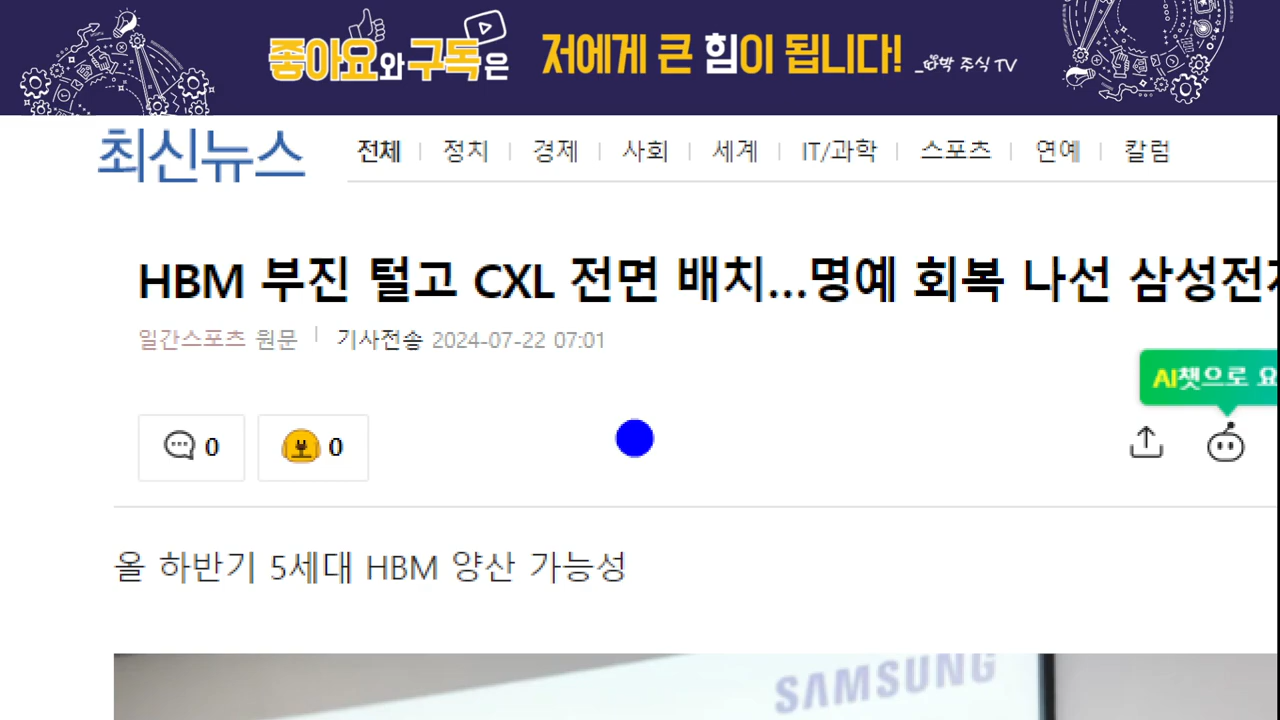 좋아요와 구독은 저에게 큰 힘이 됩니다!
주식TV
최신뉴스 전체 정치 경제 사회 세계 IT/과학 스포츠 연예 칼럼
HBM 부진 털고 CXL 전면 배치...명예 회복 나선 삼성전자
일간스포츠 원문 기사전송 2024-07-22 07:01
AI챗으로 요
0 0
올 하반기 5세대 HBM 양산 가능성
SAMSUNG